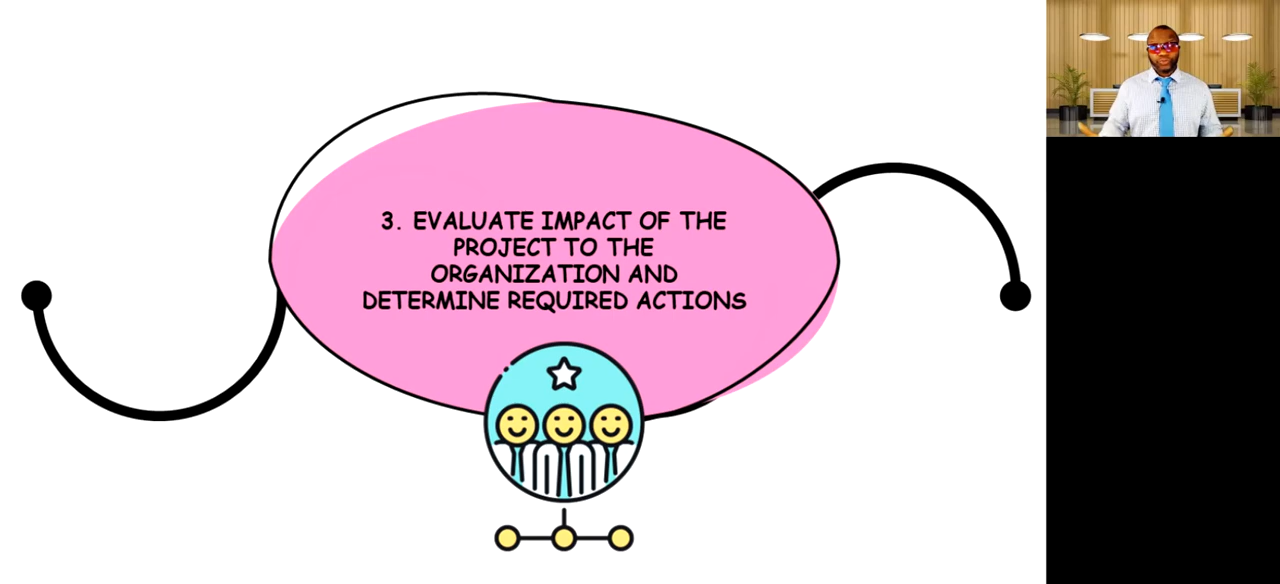 3. EVALUATE IMPACT OF THE
PROJECT TO THE
ORGANIZATION AND
DETERMINE REQUIRED ACTIONS